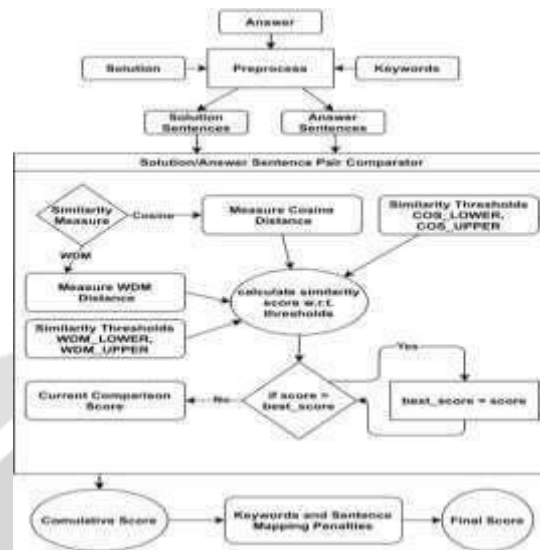 Answer
Solution
Preprocess
Keywords
Solution
Sentences
Answer
Sentences
Solution/Answer Sentence Pair Comparator
Similarity
Measure
Cosine
Measure Cosine
Distance
Similarity Thresholds
COS_LOWER,
COS_UPPER
WDM
Measure WDM
Distance
calculate similarity
score w.r.t.
thresholds
Similarity Thresholds
WDM_LOWER,
WDM_UPPER
Yes
Current Comparison
Score
No
if score >
best_score
best_score = score
Comulative Score
Keywords and Sentence
Mapping Penalties
Final Score